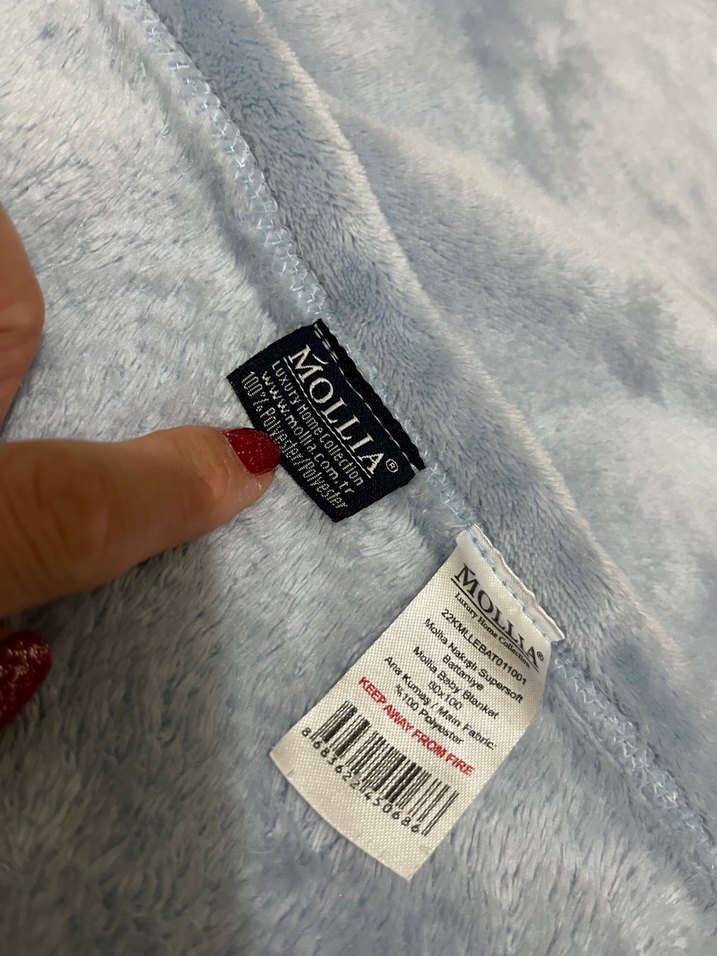 MOLLIA®
Luxury Home Collection
www.mollia.com.tr
100% Polyester/Polyester
MOLLIA®
Luxury Home Collection
22KMLLEBAT011001
Mollia Nakışlı Supersoft
Battaniye
Mollia Baby Blanket
80x100
Ana Kumaş / Main Fabric:
%100 Polyester
KEEP AWAY FROM FIRE
8683622450686